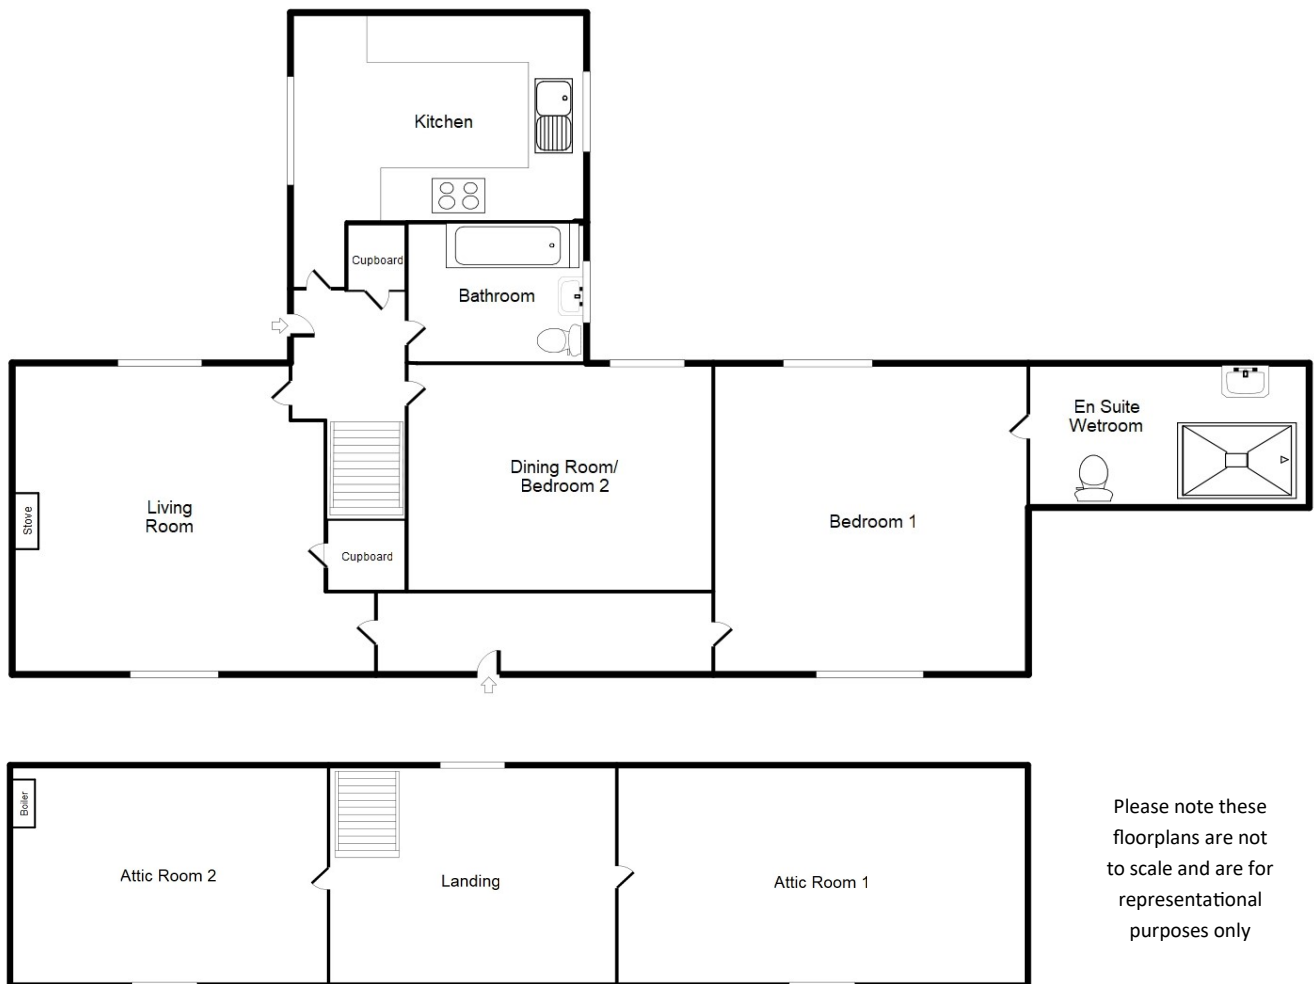 Kitchen
Cupboard
Bathroom
En Suite
Wetroom
Dining Room/
Bedroom 2
Living
Room
Stove
Bedroom 1
Cupboard
Boiler
Attic Room 2
Landing
Attic Room 1
Please note these
floorplans are not
to scale and are for
representational
purposes only